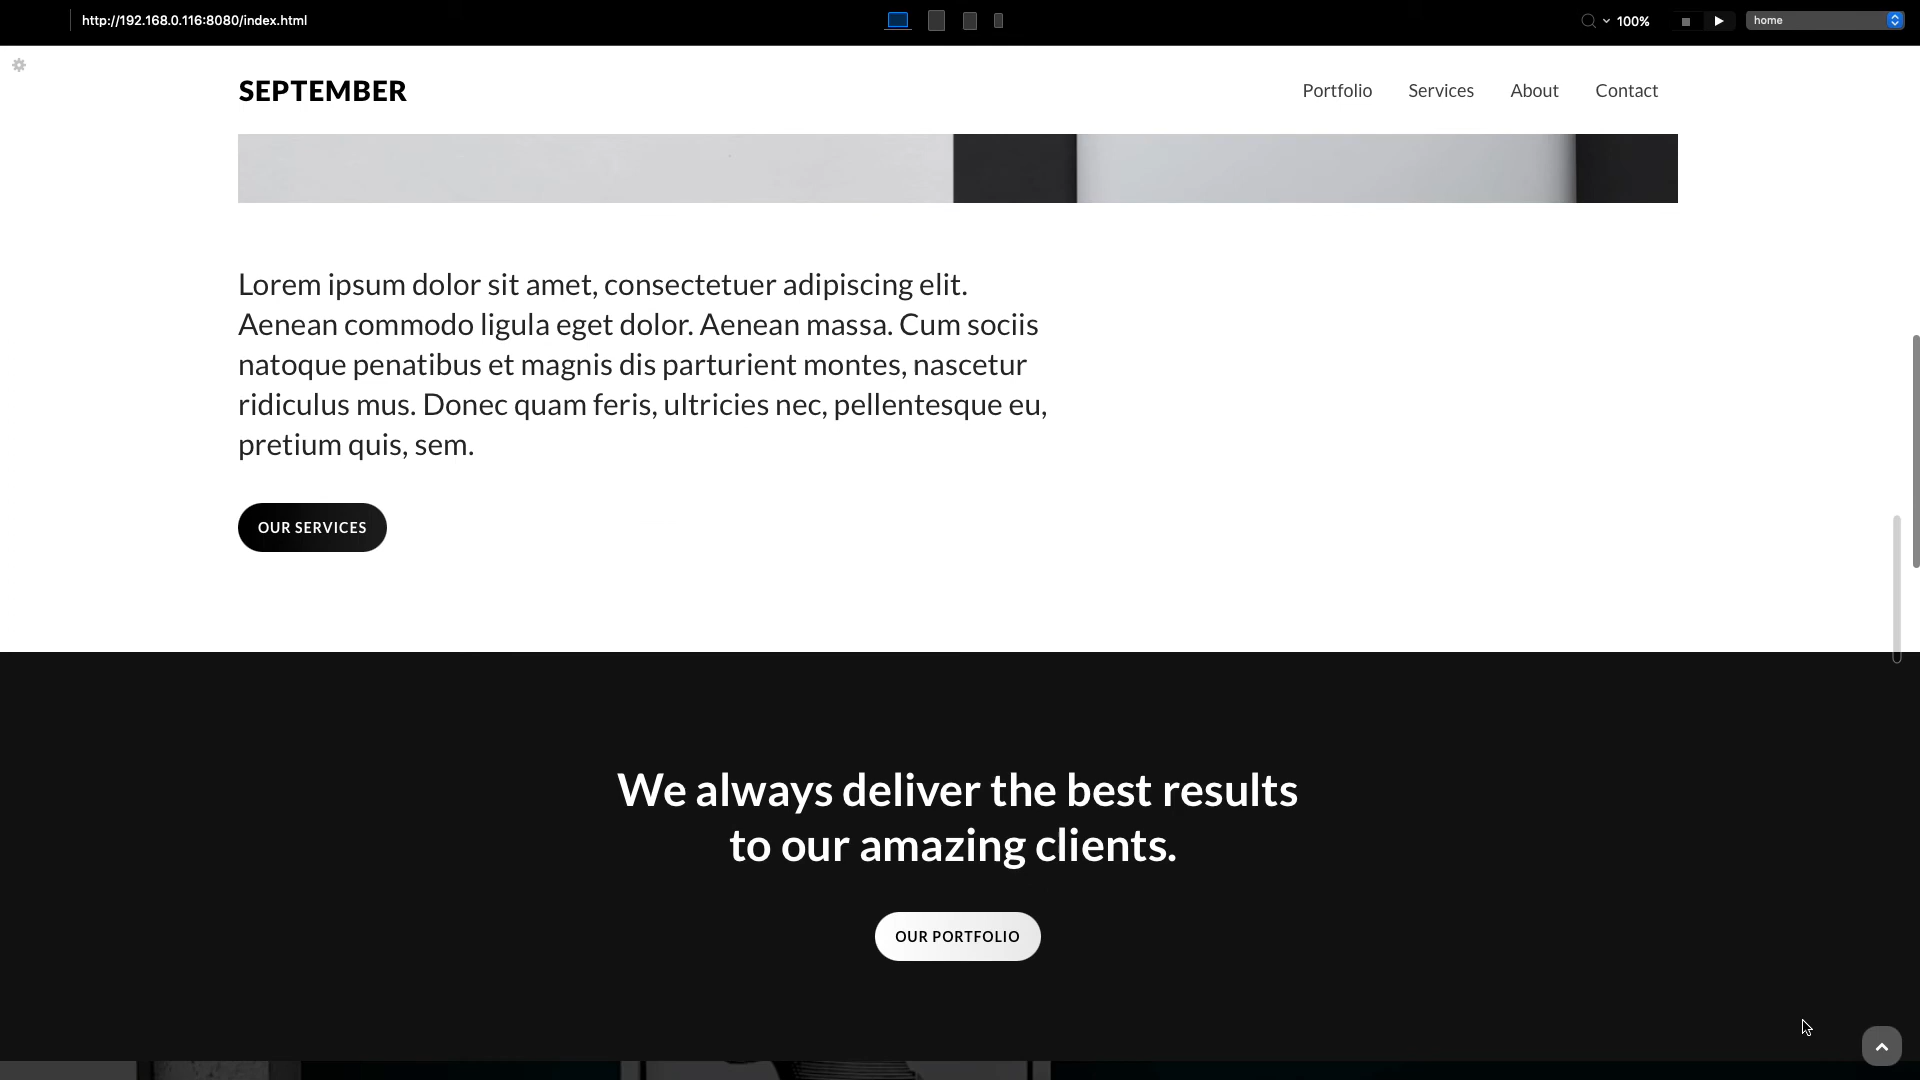 http://192.168.0.116:8080/index.html
100%
home
SEPTEMBER
Portfolio
Services
About
Contact
Lorem ipsum dolor sit amet, consectetuer adipiscing elit.
Aenean commodo ligula eget dolor. Aenean massa. Cum sociis
natoque penatibus et magnis dis parturient montes, nascetur
ridiculus mus. Donec quam feris, ultricies nec, pellentesque eu,
pretium quis, sem.
OUR SERVICES
We always deliver the best results
to our amazing clients.
OUR PORTFOLIO